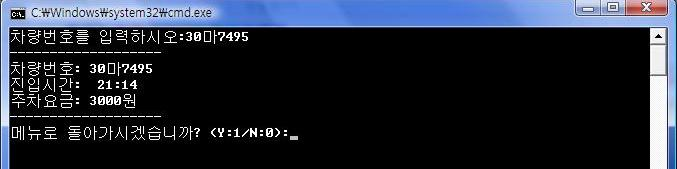 C:\Windows\system32\cmd.exe
차량번호를 입력하시오:30마7495
-------------------
차량번호: 30마7495
진입시간:  21:14
주차요금: 3000원
-------------------
메뉴로 돌아가시겠습니까? (Y:1/N:0):_